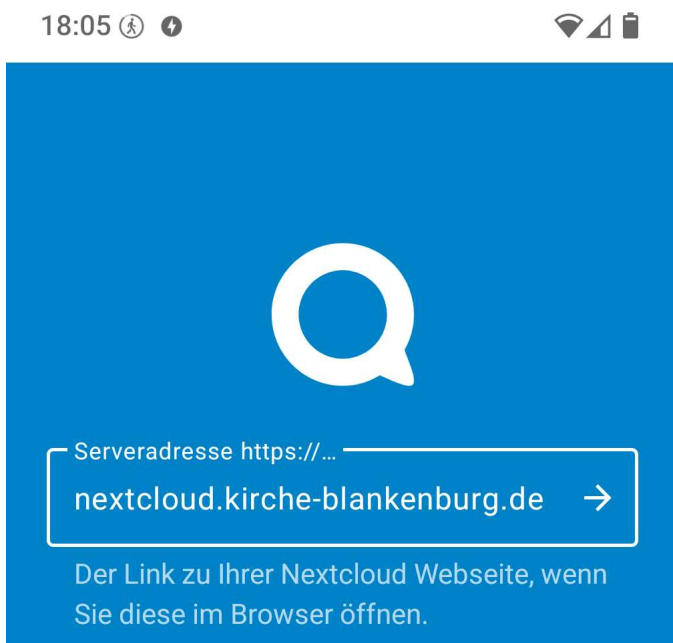 18:05
Serveradresse https://…
nextcloud.kirche-blankenburg.de
Der Link zu Ihrer Nextcloud Webseite, wenn
Sie diese im Browser öffnen.